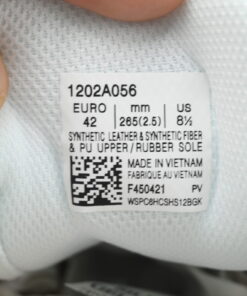 1202A056
EURO mm US
42 265(2.5) 8½
SYNTHETIC LEATHER & SYNTHETIC FIBER
& PU UPPER/RUBBER SOLE
MADE IN VIETNAM
FABRIQUE AU VIETNAM
F450421 PV
WSPC8HCSHS12BGK